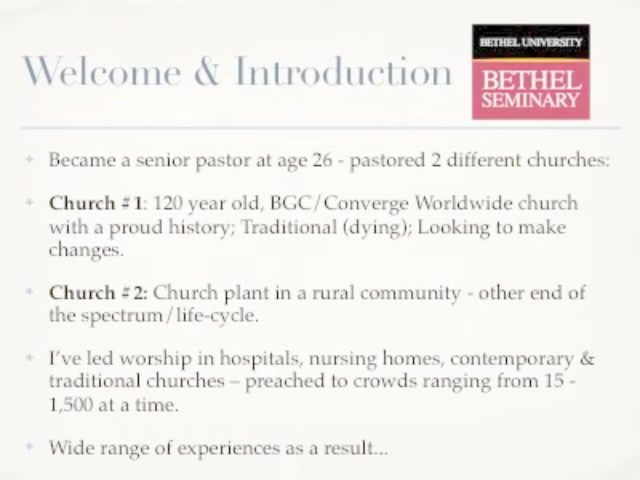 Welcome & Introduction
BETHEL UNIVERSITY
BETHEL
SEMINARY
Became a senior pastor at age 26 - pastored 2 different churches:
Church #1: 120 year old, BGC/Converge Worldwide church
with a proud history; Traditional (dying); Looking to make
changes.
Church #2: Church plant in a rural community - other end of
the spectrum/life-cycle.
I've led worship in hospitals, nursing homes, contemporary &
traditional churches – preached to crowds ranging from 15 -
1,500 at a time.
Wide range of experiences as a result...